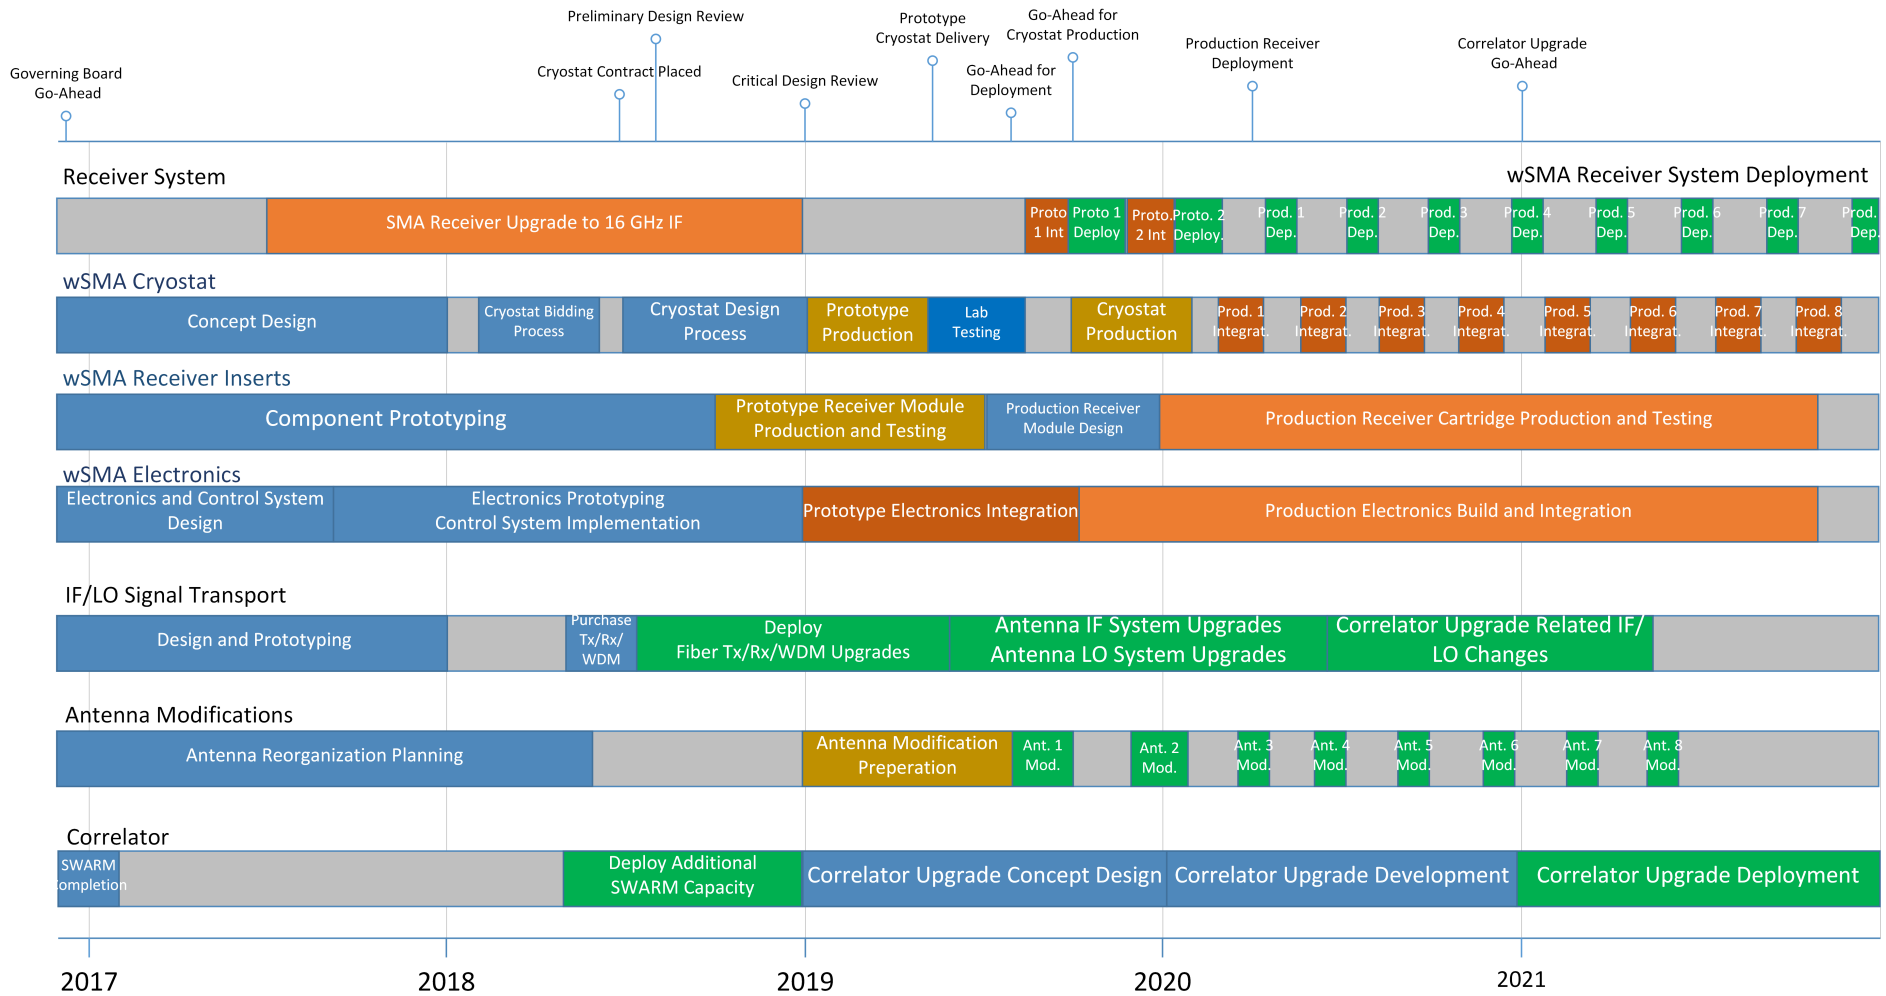 Preliminary Design Review
Prototype
Cryostat Delivery
Go-Ahead for
Cryostat Production
Production Receiver
Deployment
Correlator Upgrade
Go-Ahead
Governing Board
Go-Ahead
Cryostat Contract Placed
Critical Design Review
Go-Ahead for
Deployment
Receiver System
wSMA Receiver System Deployment
SMA Receiver Upgrade to 16 GHz IF
Proto
1 Int
Proto 1
Deploy
Proto.
2 Int
Proto. 2
Deploy.
Prod. 1
Dep.
Prod. 2
Dep.
Prod. 3
Dep.
Prod. 4
Dep.
Prod. 5
Dep.
Prod. 6
Dep.
Prod. 7
Dep.
Prod.
Dep.
wSMA Cryostat
Concept Design
Cryostat Bidding
Process
Cryostat Design
Process
Prototype
Production
Lab
Testing
Cryostat
Production
Prod. 1
Integrat.
Prod. 2
Integrat.
Prod. 3
Integrat.
Prod. 4
Integrat.
Prod. 5
Integrat.
Prod. 6
Integrat.
Prod. 7
Integrat.
Prod. 8
Integrat.
wSMA Receiver Inserts
Component Prototyping
Prototype Receiver Module
Production and Testing
Production Receiver
Module Design
Production Receiver Cartridge Production and Testing
wSMA Electronics
Electronics and Control System
Design
Electronics Prototyping
Control System Implementation
Prototype Electronics Integration
Production Electronics Build and Integration
IF/LO Signal Transport
Design and Prototyping
Purchase
Tx/Rx/
WDM
Deploy
Fiber Tx/Rx/WDM Upgrades
Antenna IF System Upgrades
Antenna LO System Upgrades
Correlator Upgrade Related IF/
LO Changes
Antenna Modifications
Antenna Reorganization Planning
Antenna Modification
Preperation
Ant. 1
Mod.
Ant. 2
Mod.
Ant. 3
Mod.
Ant. 4
Mod.
Ant. 5
Mod.
Ant. 6
Mod.
Ant. 7
Mod.
Ant. 8
Mod.
Correlator
SWARM
Completion
Deploy Additional
SWARM Capacity
Correlator Upgrade Concept Design
Correlator Upgrade Development
Correlator Upgrade Deployment
2017
2018
2019
2020
2021